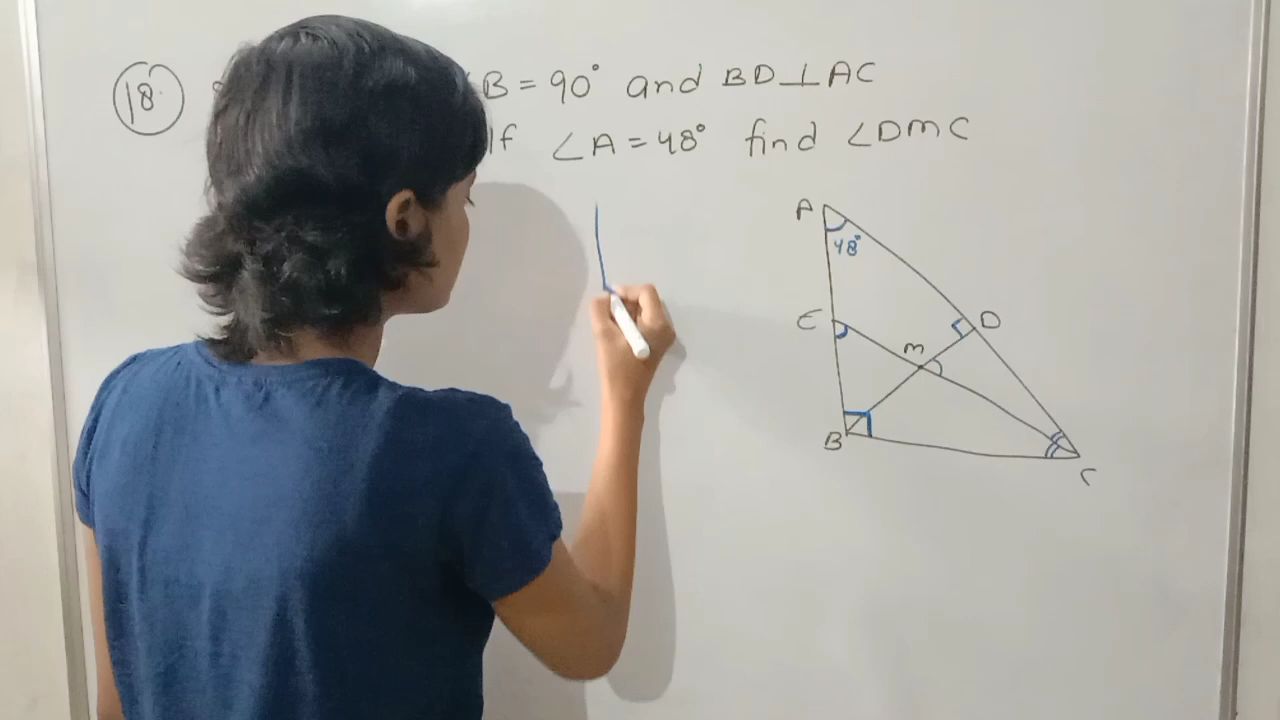 18.
B = 90° and BD⊥AC
If ∠A = 48° find ∠DMC
A
48°
E
D
M
B
C